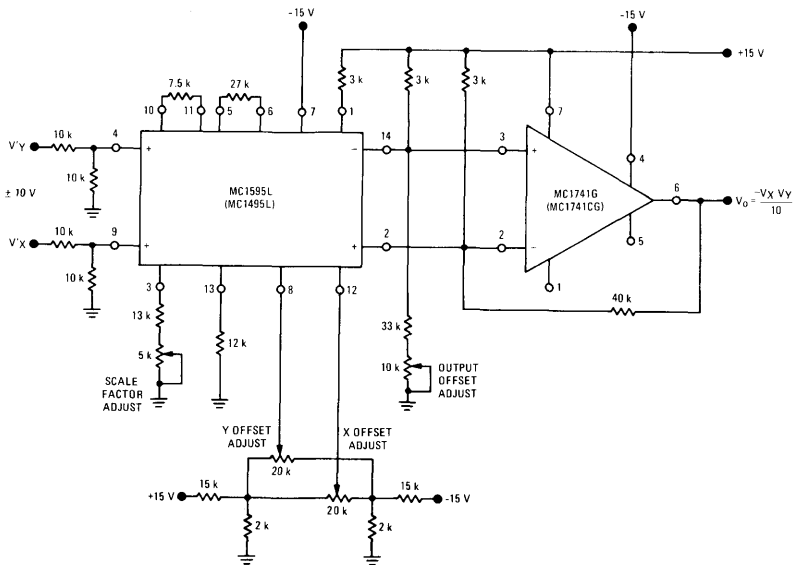 -15 V
-15 V
+15 V
7.5 k
27 k
3 k
3 k
3 k
10
11
5
6
7
1
7
V'Y
10 k
4
+
−
14
3
+
4
10 k
MC1595L
(MC1495L)
MC1741G
(MC1741CG)
6
V₀ = −VX VY / 10
± 10 V
V'X
10 k
9
+
+
2
2
−
5
10 k
1
3
13
8
12
40 k
13 k
33 k
5 k
12 k
10 k
SCALE
FACTOR
ADJUST
OUTPUT
OFFSET
ADJUST
Y OFFSET
ADJUST
X OFFSET
ADJUST
20 k
+15 V
15 k
20 k
15 k
-15 V
2 k
2 k